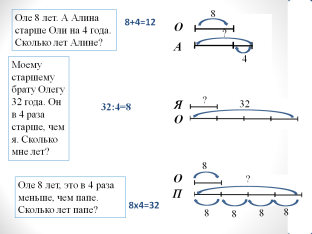 Оле 8 лет. А Алина
старше Оли на 4 года.
Сколько лет Алине?
8+4=12
8
О
?
А
4
Моему
старшему
брату Олегу
32 года. Он
в 4 раза
старше, чем
я. Сколько
мне лет?
32:4=8
?
Я
32
О
Оле 8 лет, это в 4 раза
меньше, чем папе.
Сколько лет папе?
8х4=32
8
О
?
П
8 8 8 8